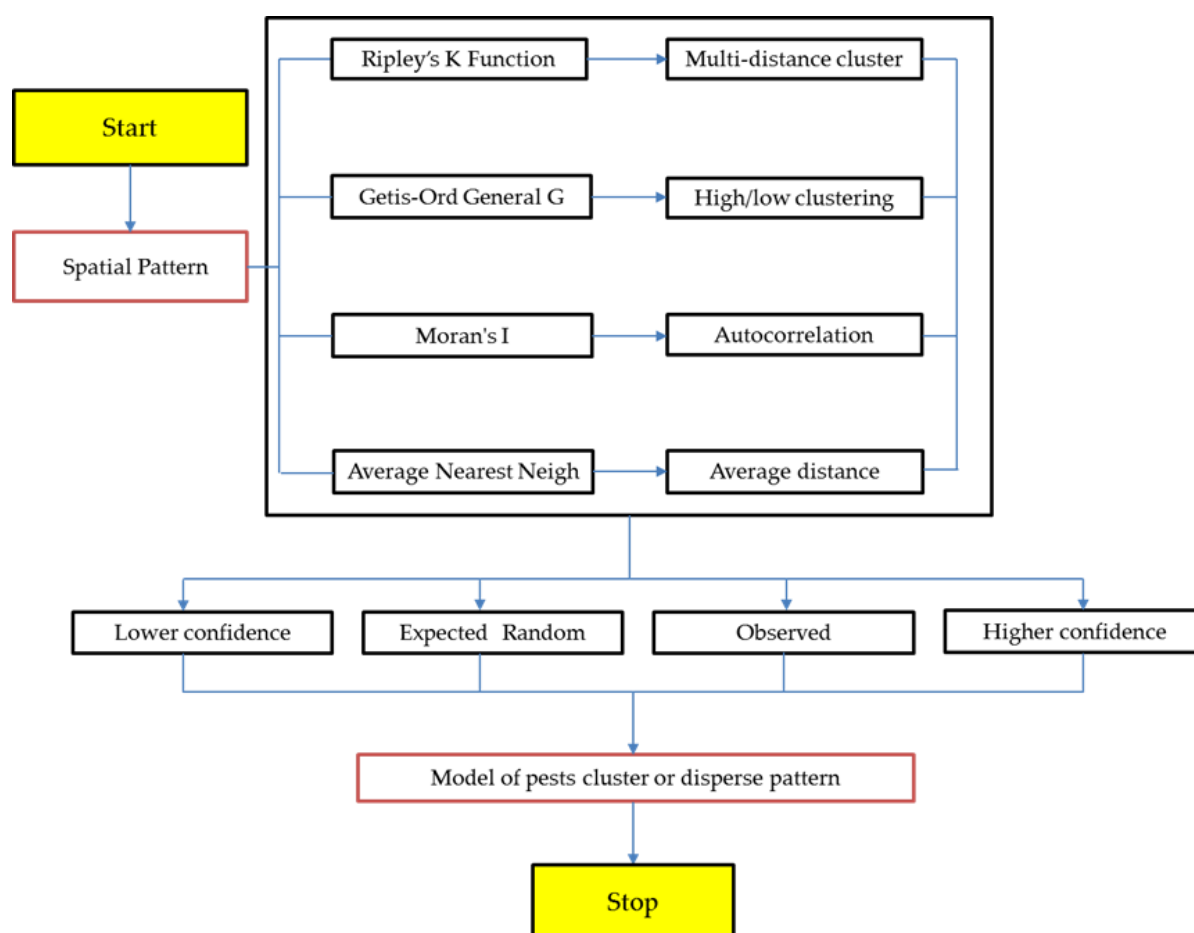 Start
Spatial Pattern
Ripley's K Function
Multi-distance cluster
Getis-Ord General G
High/low clustering
Moran's I
Autocorrelation
Average Nearest Neigh
Average distance
Lower confidence
Expected Random
Observed
Higher confidence
Model of pests cluster or disperse pattern
Stop